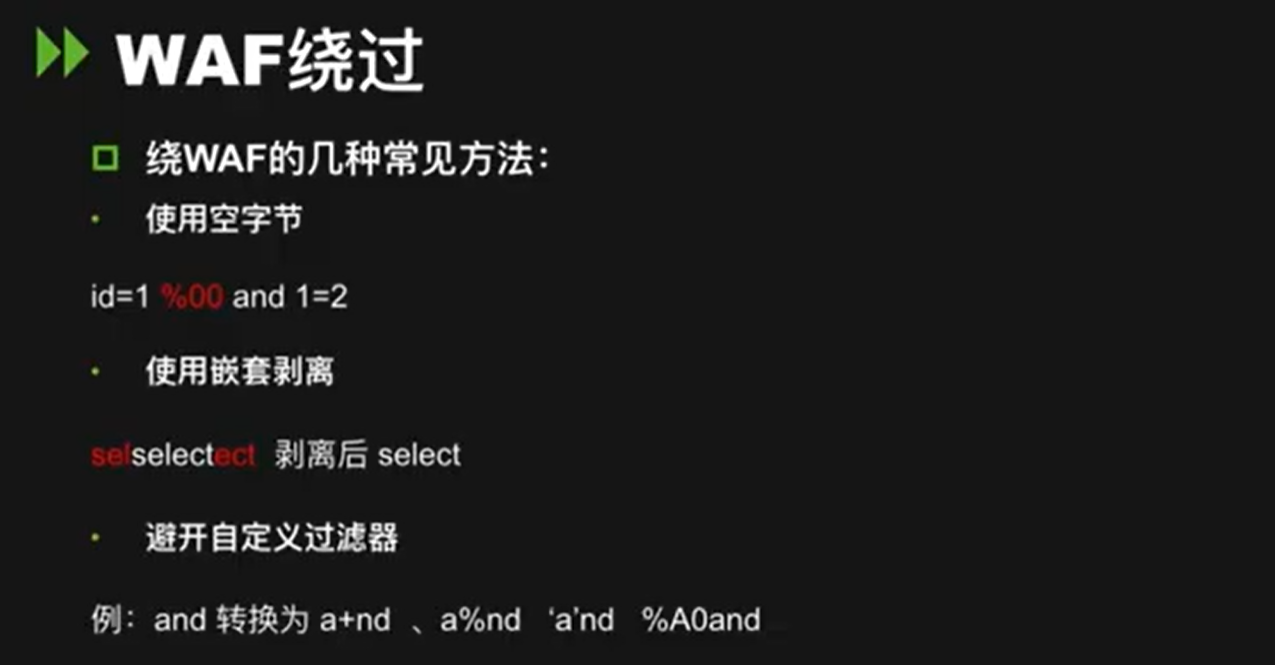 WAF绕过
绕WAF的几种常见方法：
使用空字节
id=1 %00 and 1=2
使用嵌套剥离
selselectect 剥离后 select
避开自定义过滤器
例：and 转换为 a+nd 、a%nd ‘a’nd %A0and